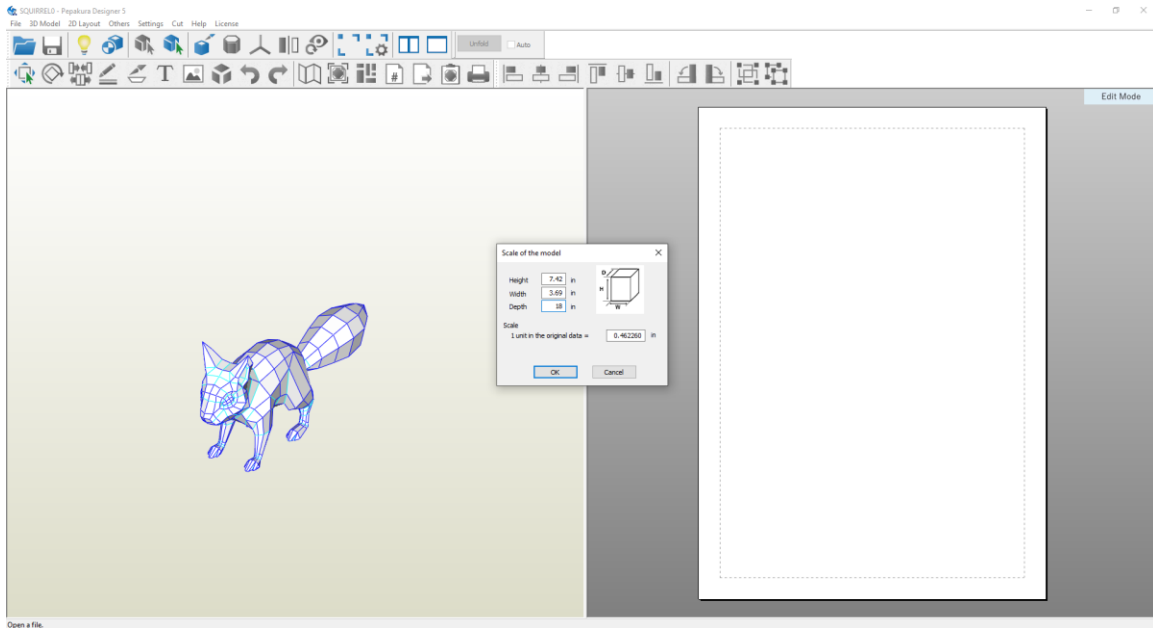 SQUIRREL0 - Pepakura Designer 5
File 3D Model 2D Layout Others Settings Cut Help License
Unfold Auto
T #
Edit Mode
Scale of the model
Height 7.42 in
Width 3.69 in
Depth 18 in
D
H
W
Scale
1 unit in the original data = 0.462260 in
OK Cancel
Open a file.